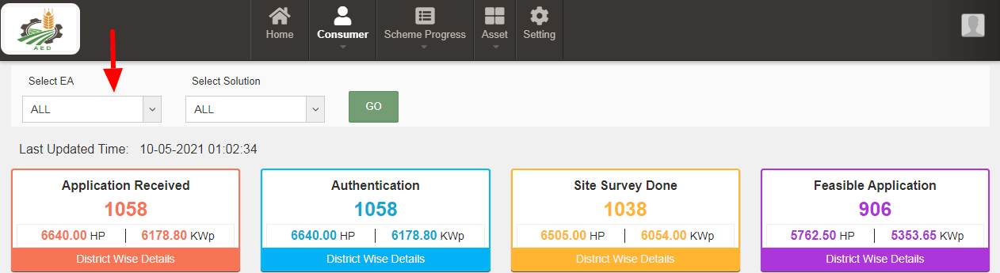 AED
Home Consumer Scheme Progress Asset Setting
Select EA Select Solution
ALL ALL GO
Last Updated Time: 10-05-2021 01:02:34
Application Received Authentication Site Survey Done Feasible Application
1058 1058 1038 906
6640.00 HP 6178.80 KWp 6640.00 HP 6178.80 KWp 6505.00 HP 6054.00 KWp 5762.50 HP 5353.65 KWp
District Wise Details District Wise Details District Wise Details District Wise Details